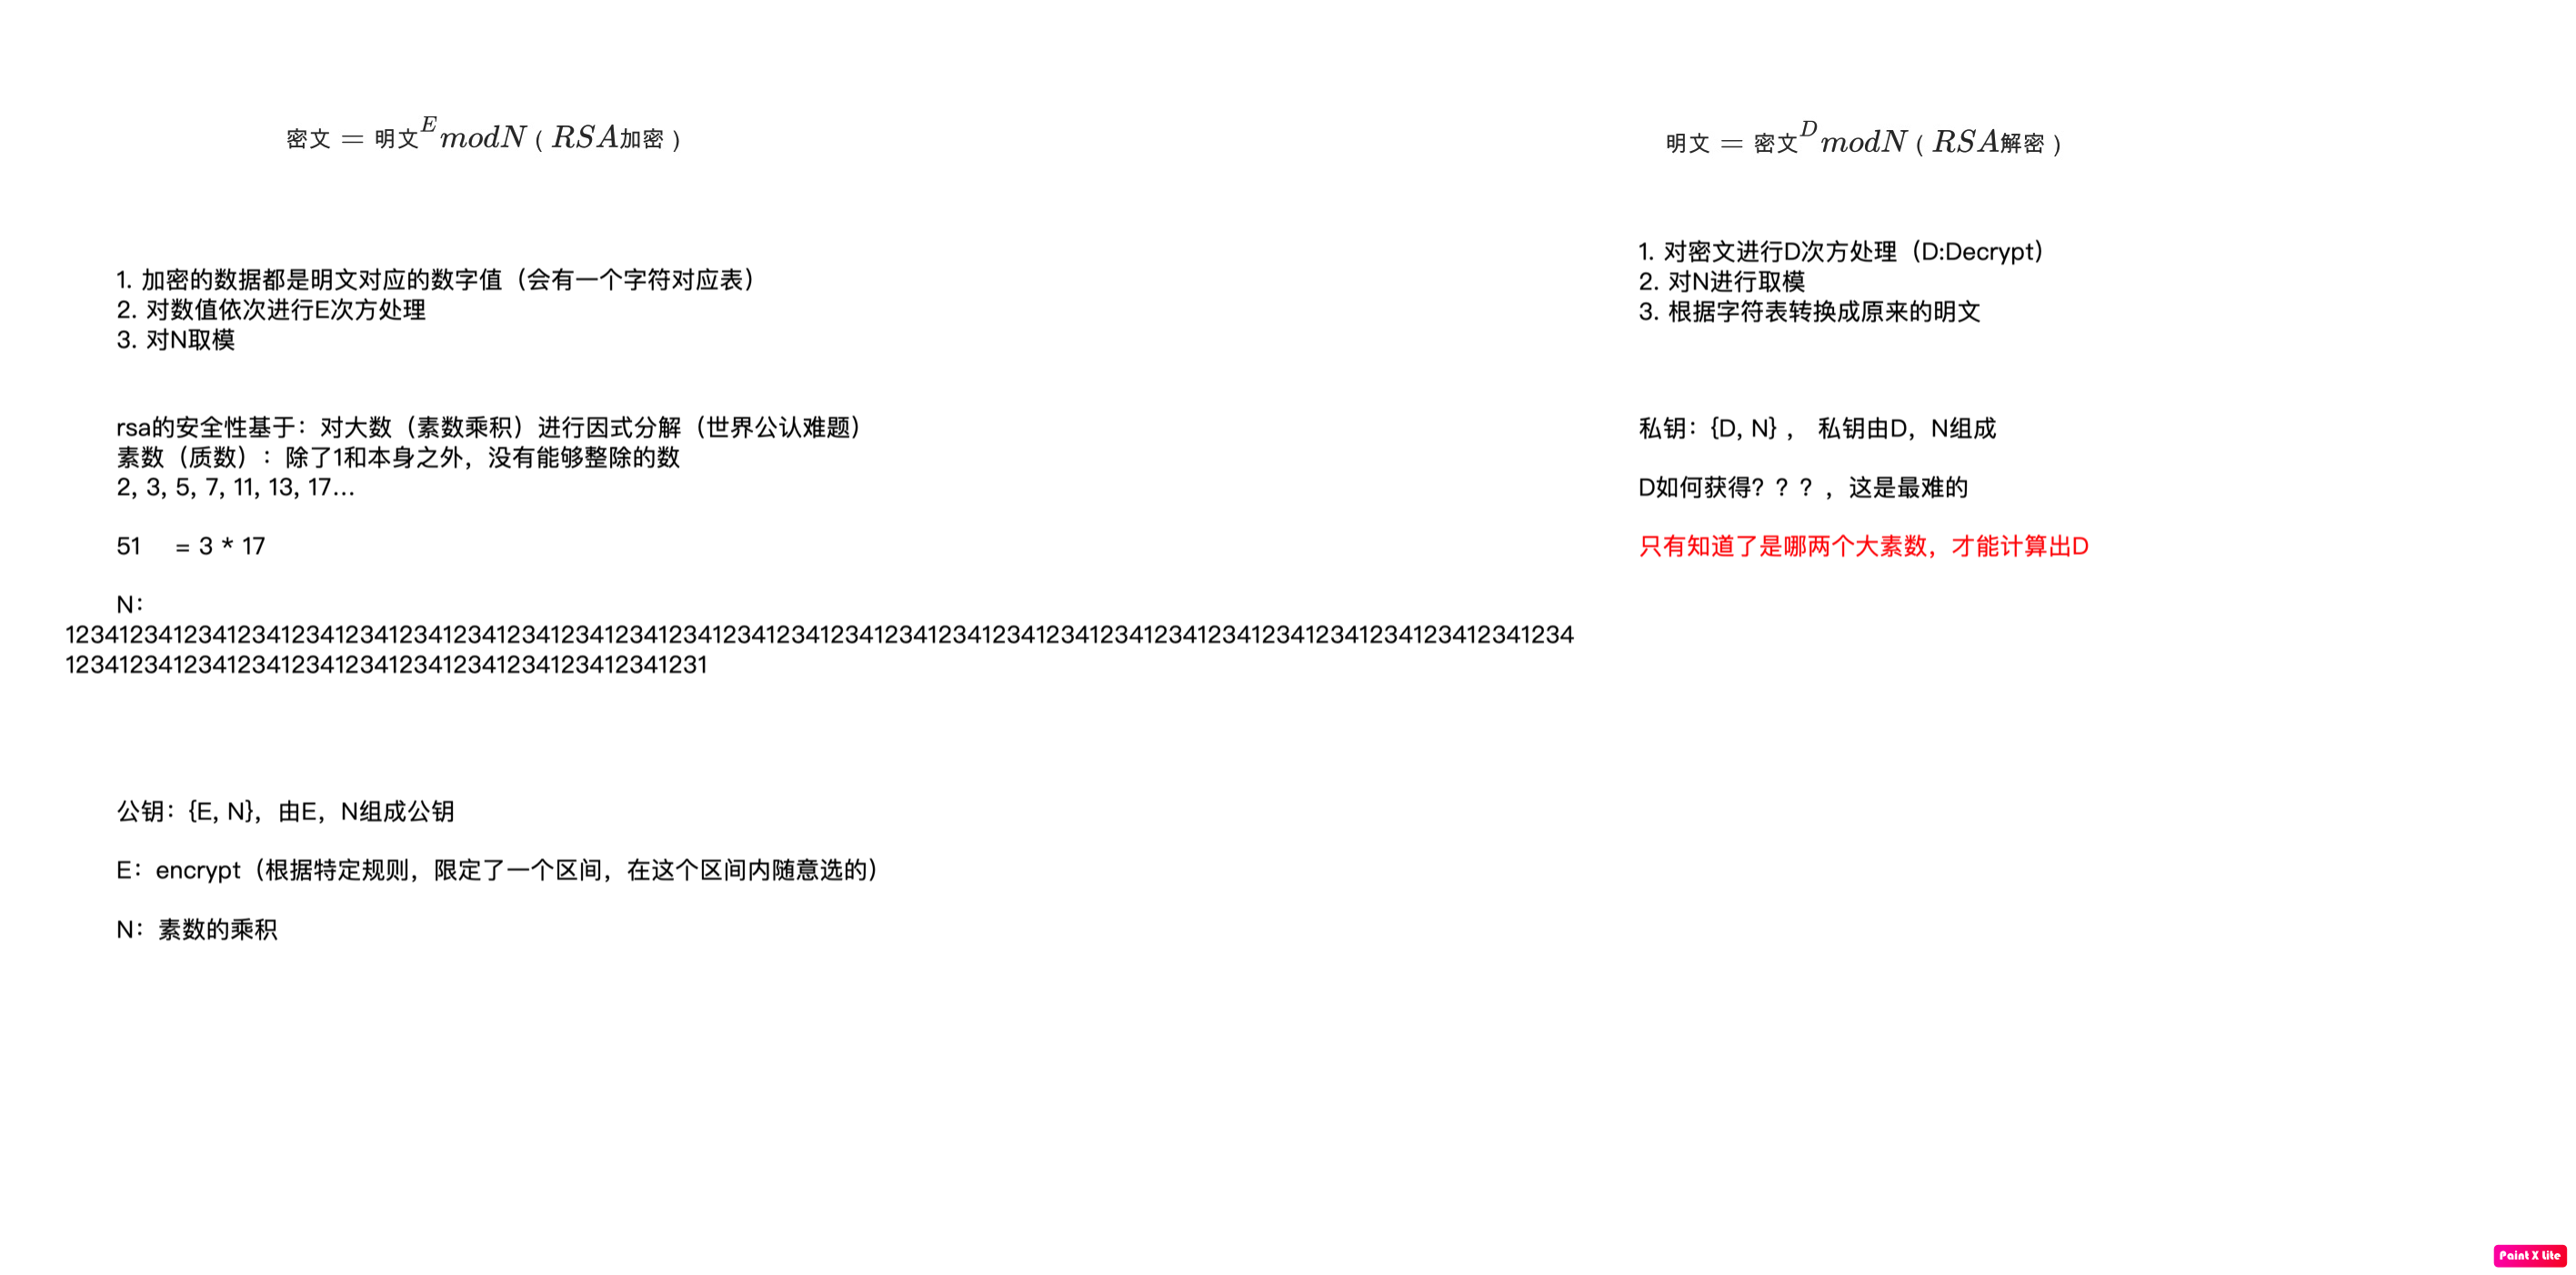 密文 = 明文^E modN（RSA加密）
1. 加密的数据都是明文对应的数字值（会有一个字符对应表）
2. 对数值依次进行E次方处理
3. 对N取模
rsa的安全性基于：对大数（素数乘积）进行因式分解（世界公认难题）
素数（质数）：除了1和本身之外，没有能够整除的数
2, 3, 5, 7, 11, 13, 17...
51 = 3 * 17
N：
1234123412341234123412341234123412341234123412341234123412341234123412341234123412341234123412341234123412341234
123412341234123412341234123412341234123412341231
公钥：{E, N}，由E，N组成公钥
E：encrypt（根据特定规则，限定了一个区间，在这个区间内随意选的）
N：素数的乘积
明文 = 密文^D modN（RSA解密）
1. 对密文进行D次方处理（D:Decrypt）
2. 对N进行取模
3. 根据字符表转换成原来的明文
私钥：{D, N}， 私钥由D，N组成
D如何获得？？？，这是最难的
只有知道了是哪两个大素数，才能计算出D
Paint X Lite